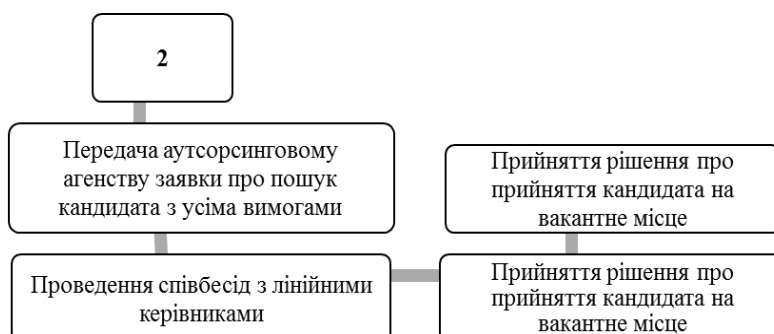 2
Передача аутсорсинговому
агенству заявки про пошук
кандидата з усіма вимогами
Прийняття рішення про
прийняття кандидата на
вакантне місце
Проведення співбесід з лінійними
керівниками
Прийняття рішення про
прийняття кандидата на
вакантне місце